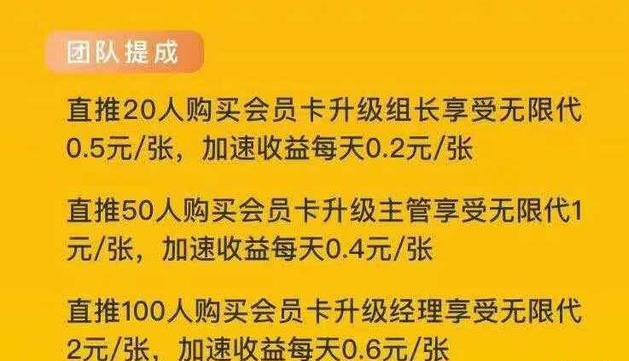 团队提成
直推20人购买会员卡升级组长享受无限代
0.5元/张，加速收益每天0.2元/张
直推50人购买会员卡升级主管享受无限代1
元/张，加速收益每天0.4元/张
直推100人购买会员卡升级经理享受无限代
2元/张，加速收益每天0.6元/张